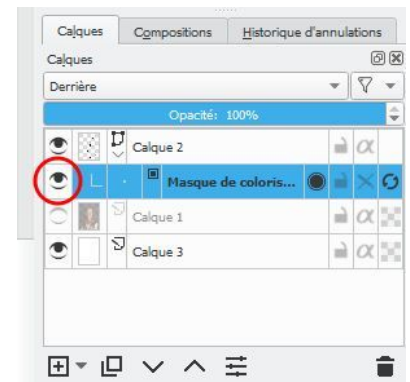 Calques Compositions Historique d'annulations
Calques
Derrière
Opacité: 100%
Calque 2
Masque de coloris...
Calque 1
Calque 3